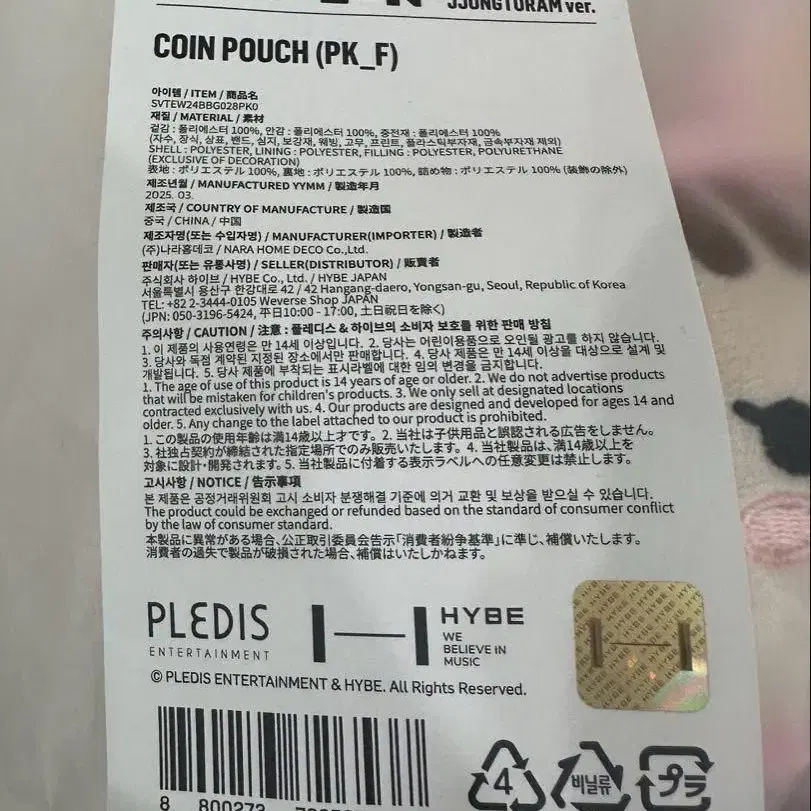 JJONGTORAM ver.
COIN POUCH (PK_F)
아이템 / ITEM / 商品名
SVTEW24BBG028PK0
재질 / MATERIAL / 素材
겉감 : 폴리에스터 100%, 안감 : 폴리에스터 100%, 충전재 : 폴리에스터 100%
(자수, 장식, 상표, 밴드, 심지, 보강재, 웨빙, 고무, 프린트, 플라스틱부자재, 금속부자재 제외)
SHELL : POLYESTER, LINING : POLYESTER, FILLING : POLYESTER, POLYURETHANE
(EXCLUSIVE OF DECORATION)
表地 : ポリエステル 100%, 裏地 : ポリエステル 100%, 詰め物 : ポリエステル 100% (装飾の除外)
제조년월 / MANUFACTURED YYMM / 製造年月
2025. 03.
제조국 / COUNTRY OF MANUFACTURE / 製造国
중국 / CHINA / 中国
제조자명(또는 수입자명) / MANUFACTURER(IMPORTER) / 製造者
(주)나라홈데코 / NARA HOME DECO Co.,Ltd.
판매자(또는 유통사명) / SELLER(DISTRIBUTOR) / 販賣者
주식회사 하이브 / HYBE Co., Ltd. / HYBE JAPAN
서울특별시 용산구 한강대로 42 / 42 Hangang-daero, Yongsan-gu, Seoul, Republic of Korea
TEL: +82 2-3444-0105 Weverse Shop JAPAN
(JPN: 050-3196-5424, 平日10:00 - 17:00, 土日祝日を除く)
주의사항 / CAUTION / 注意 : 플레디스 & 하이브의 소비자 보호를 위한 판매 방침
1. 이 제품의 사용연령은 만 14세 이상입니다. 2. 당사는 어린이용품으로 오인될 광고를 하지 않습니다.
3. 당사와 독점 계약된 지정된 장소에서만 판매합니다. 4. 당사 제품은 만 14세 이상을 대상으로 설계 및
개발됩니다. 5. 당사 제품에 부착되는 표시라벨에 대한 임의 변경을 금지합니다.
1. The age of use of this product is 14 years of age or older. 2. We do not advertise products
that will be mistaken for children's products. 3. We only sell at designated locations
contracted exclusively with us. 4. Our products are designed and developed for ages 14 and
older. 5. Any change to the label attached to our product is prohibited.
1. この製品の使用年齢は満14歳以上才です。 2. 当社は子供用品と誤認される広告をしません。
3. 社独占契約が締結された指定場所でのみ販売いたします。 4. 当社製品は、満14歳以上を
対象に設計・開発されます。 5. 当社製品に付着する表示ラベルへの任意変更は禁止します。
고시사항 / NOTICE / 告示事項
본 제품은 공정거래위원회 고시 소비자 분쟁해결 기준에 의거 교환 및 보상을 받으실 수 있습니다.
The product could be exchanged or refunded based on the standard of consumer conflict
by the law of consumer standard.
本製品に異常がある場合、公正取引委員会告示「消費者紛争基準」に準じ、補償いたします。
消費者の過失で製品が破損された場合、補償はいたしかねます。
PLEDIS
ENTERTAINMENT
HYBE
WE
BELIEVE IN
MUSIC
© PLEDIS ENTERTAINMENT & HYBE. All Rights Reserved.
8 800273
4
비닐류
プラ